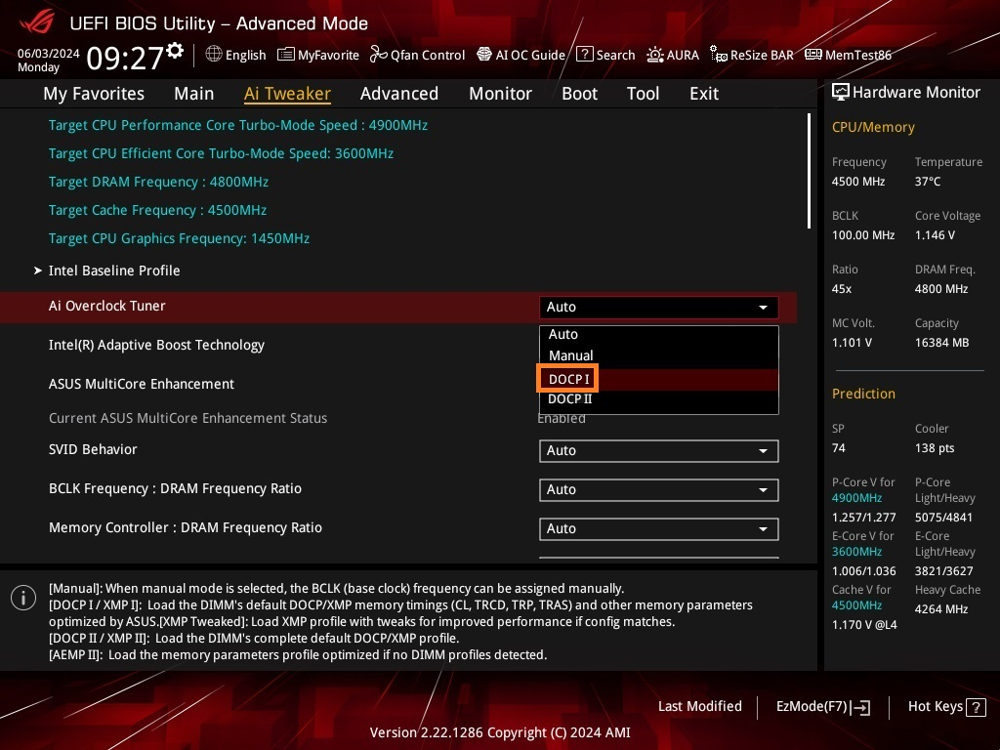 UEFI BIOS Utility – Advanced Mode
06/03/2024
Monday
09:27
English
MyFavorite
Qfan Control
AI OC Guide
? Search
AURA
ReSize BAR
MemTest86
My Favorites Main Ai Tweaker Advanced Monitor Boot Tool Exit
Target CPU Performance Core Turbo-Mode Speed : 4900MHz
Target CPU Efficient Core Turbo-Mode Speed: 3600MHz
Target DRAM Frequency : 4800MHz
Target Cache Frequency : 4500MHz
Target CPU Graphics Frequency: 1450MHz
Intel Baseline Profile
Ai Overclock Tuner Auto
Auto
Intel(R) Adaptive Boost Technology
Manual
ASUS MultiCore Enhancement
DOCP I
DOCP II
Current ASUS MultiCore Enhancement Status Enabled
SVID Behavior Auto
BCLK Frequency : DRAM Frequency Ratio Auto
Memory Controller : DRAM Frequency Ratio Auto
[Manual]: When manual mode is selected, the BCLK (base clock) frequency can be assigned manually.
[DOCP I / XMP I]: Load the DIMM's default DOCP/XMP memory timings (CL, TRCD, TRP, TRAS) and other memory parameters
optimized by ASUS.[XMP Tweaked]: Load XMP profile with tweaks for improved performance if config matches.
[DOCP II / XMP II]: Load the DIMM's complete default DOCP/XMP profile.
[AEMP II]: Load the memory parameters profile optimized if no DIMM profiles detected.
Hardware Monitor
CPU/Memory
Frequency Temperature
4500 MHz 37°C
BCLK Core Voltage
100.00 MHz 1.146 V
Ratio DRAM Freq.
45x 4800 MHz
MC Volt. Capacity
1.101 V 16384 MB
Prediction
SP Cooler
74 138 pts
P-Core V for P-Core
4900MHz Light/Heavy
1.257/1.277 5075/4841
E-Core V for E-Core
3600MHz Light/Heavy
1.006/1.036 3821/3627
Cache V for Heavy Cache
4500MHz 4264 MHz
1.170 V @L4
Last Modified
EzMode(F7)
Hot Keys ?
Version 2.22.1286 Copyright (C) 2024 AMI